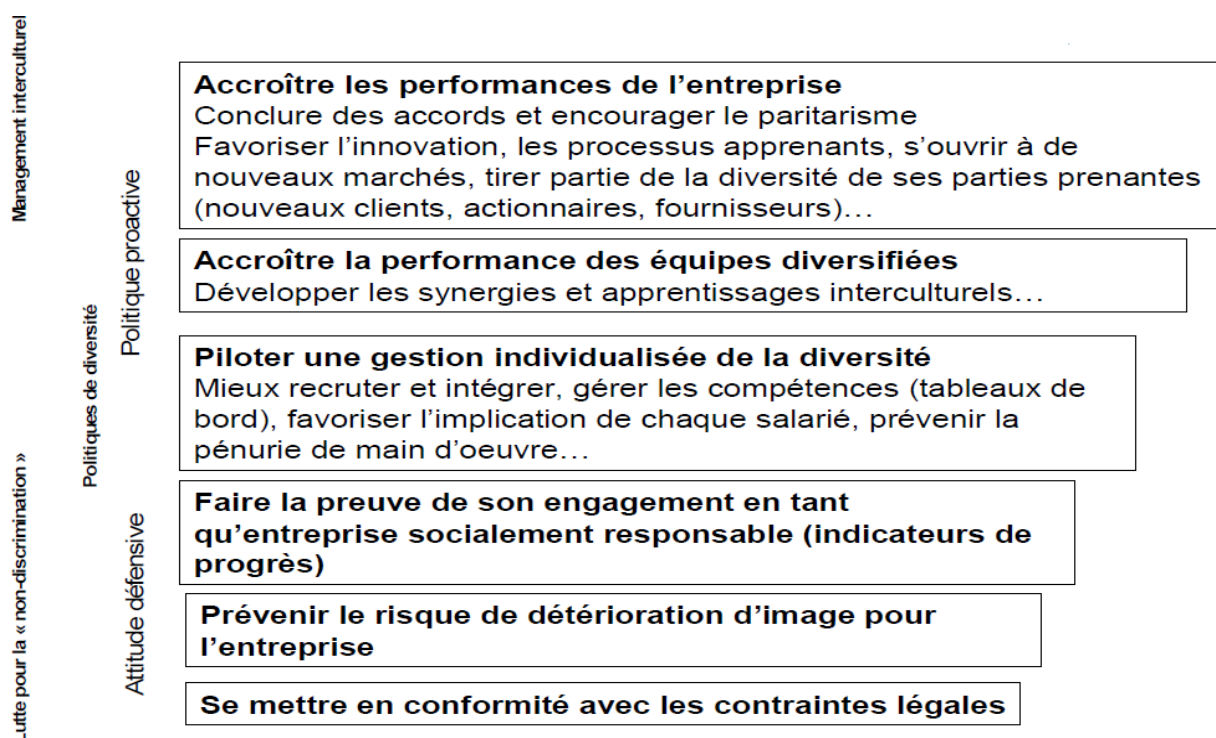 Management interculturel
Politiques de diversité
Lutte pour la « non-discrimination »
Politique proactive
Attitude défensive
Accroître les performances de l’entreprise
Conclure des accords et encourager le paritarisme
Favoriser l’innovation, les processus apprenants, s’ouvrir à de
nouveaux marchés, tirer partie de la diversité de ses parties prenantes
(nouveaux clients, actionnaires, fournisseurs)…
Accroître la performance des équipes diversifiées
Développer les synergies et apprentissages interculturels…
Piloter une gestion individualisée de la diversité
Mieux recruter et intégrer, gérer les compétences (tableaux de
bord), favoriser l’implication de chaque salarié, prévenir la
pénurie de main d’oeuvre…
Faire la preuve de son engagement en tant
qu’entreprise socialement responsable (indicateurs de
progrès)
Prévenir le risque de détérioration d’image pour
l’entreprise
Se mettre en conformité avec les contraintes légales